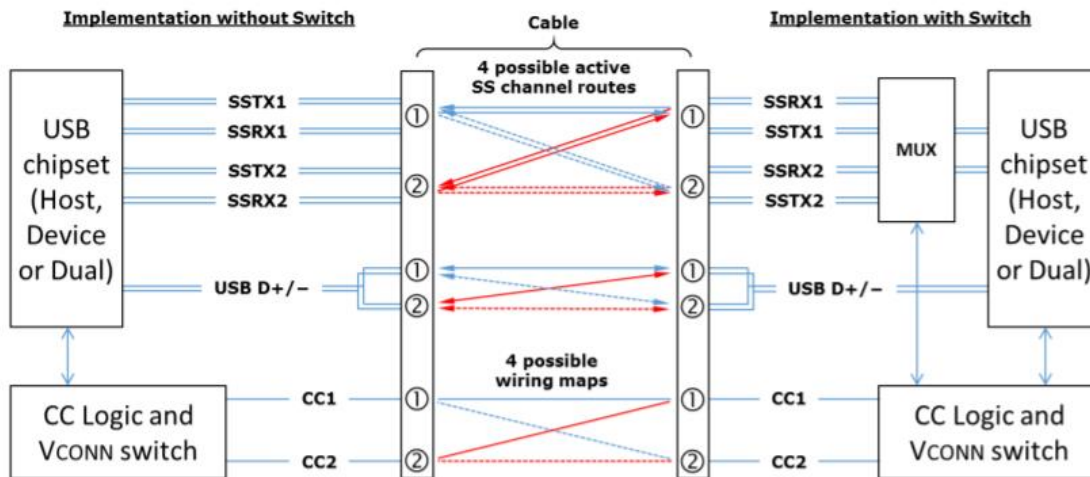 Implementation without Switch
Implementation with Switch
Cable
4 possible active
SS channel routes
USB
chipset
(Host,
Device
or Dual)
SSTX1
SSRX1
SSTX2
SSRX2
USB D+/−
①
②
①
②
①
②
①
②
SSRX1
SSTX1
SSRX2
SSTX2
USB D+/−
MUX
USB
chipset
(Host,
Device
or Dual)
4 possible
wiring maps
CC Logic and
VCONN switch
CC1
CC2
①
②
①
②
CC1
CC2
CC Logic and
VCONN switch